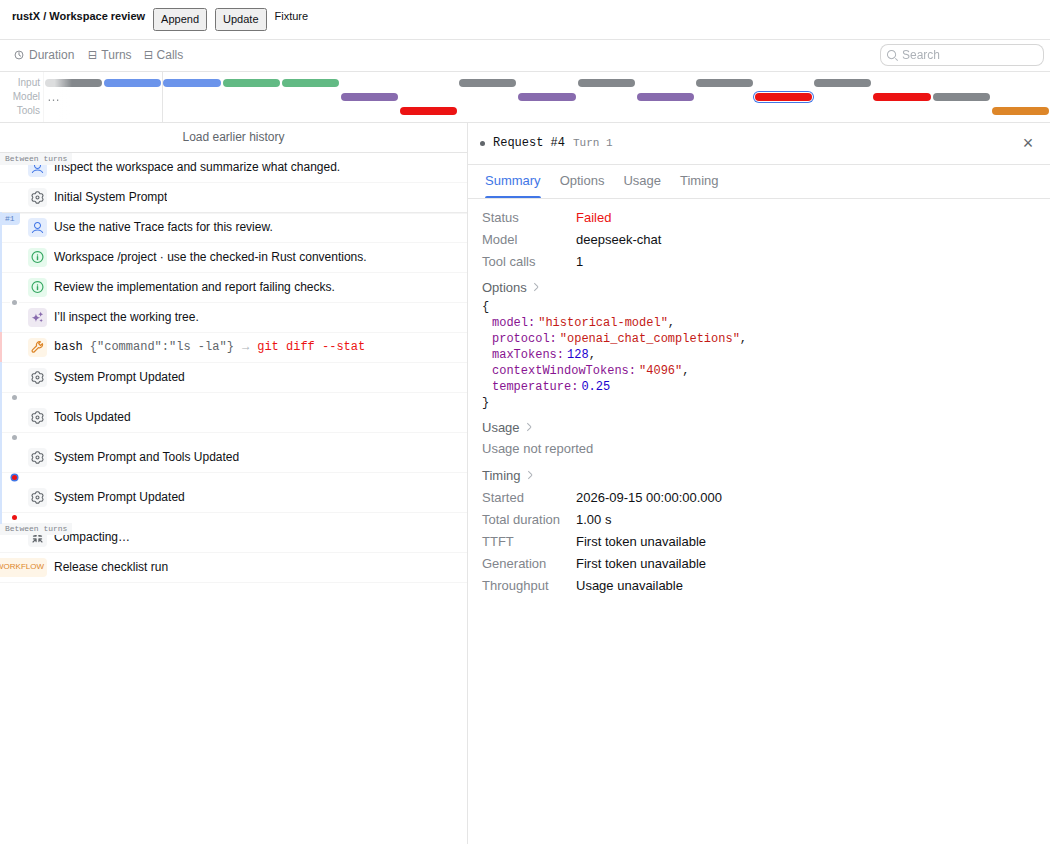 rustX / Workspace review Append Update Fixture
Duration Turns Calls Search
Input
Model ...
Tools
Load earlier history
Between turns
Inspect the workspace and summarize what changed.
Initial System Prompt
#1
Use the native Trace facts for this review.
Workspace /project · use the checked-in Rust conventions.
Review the implementation and report failing checks.
I'll inspect the working tree.
bash {"command":"ls -la"} → git diff --stat
System Prompt Updated
Tools Updated
System Prompt and Tools Updated
System Prompt Updated
Between turns
Compacting…
WORKFLOW Release checklist run
Request #4 Turn 1
Summary Options Usage Timing
Status Failed
Model deepseek-chat
Tool calls 1
Options
{
model: "historical-model",
protocol: "openai_chat_completions",
maxTokens: 128,
contextWindowTokens: "4096",
temperature: 0.25
}
Usage
Usage not reported
Timing
Started 2026-09-15 00:00:00.000
Total duration 1.00 s
TTFT First token unavailable
Generation First token unavailable
Throughput Usage unavailable